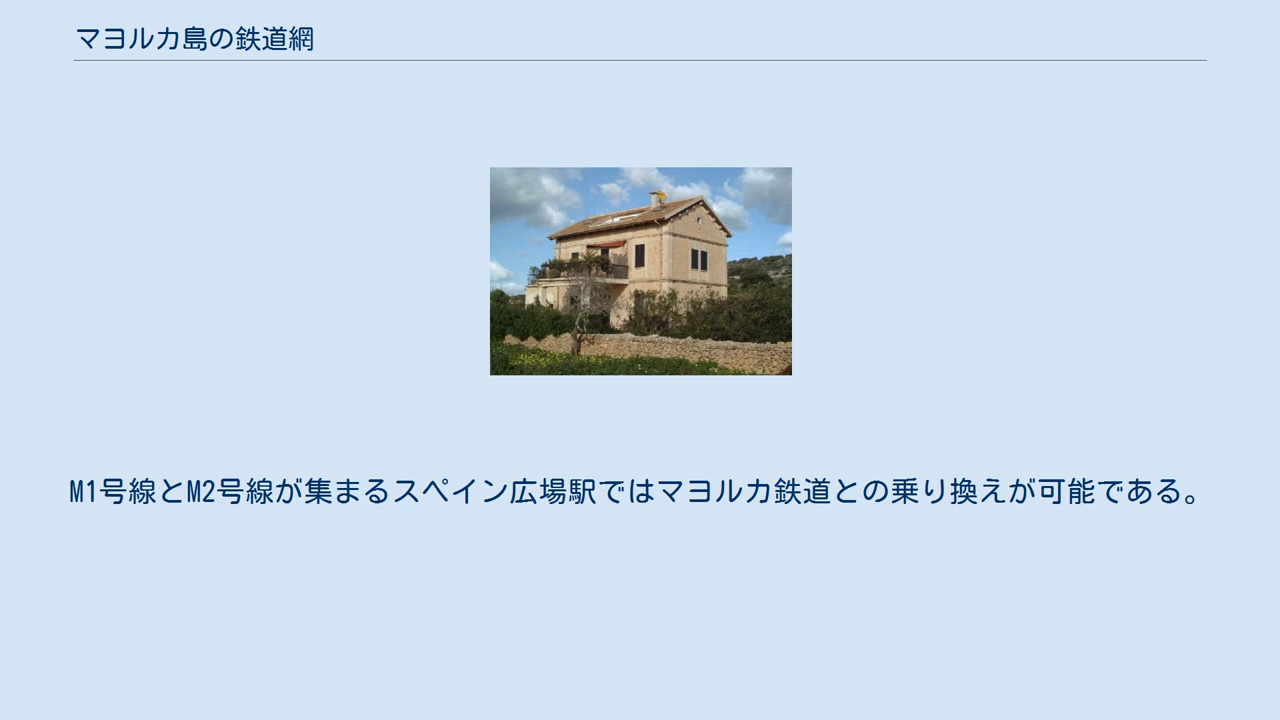 マヨルカ島の鉄道網
M1号線とM2号線が集まるスペイン広場駅ではマヨルカ鉄道との乗り換えが可能である。